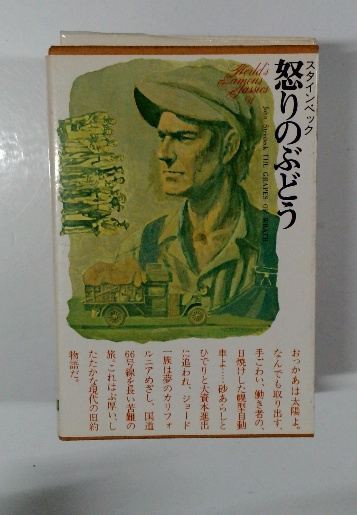 スタインベック
怒りのぶどう
World's
Famous
Classics
John Steinbeck THE GRAPES OF WRATH
おっかあは太陽よ。
なんでも取り出す、
手ごわい、働き者の、
日焼けした幌型自動
車よ……砂あらしと
ひでりと大資本進出
に追われ、ジョード
一族は夢のカリフォ
ルニアめざし、国道
66号線を長い苦難の
旅。これはぶ厚い、し
たたかな現代の旧約
物語だ。